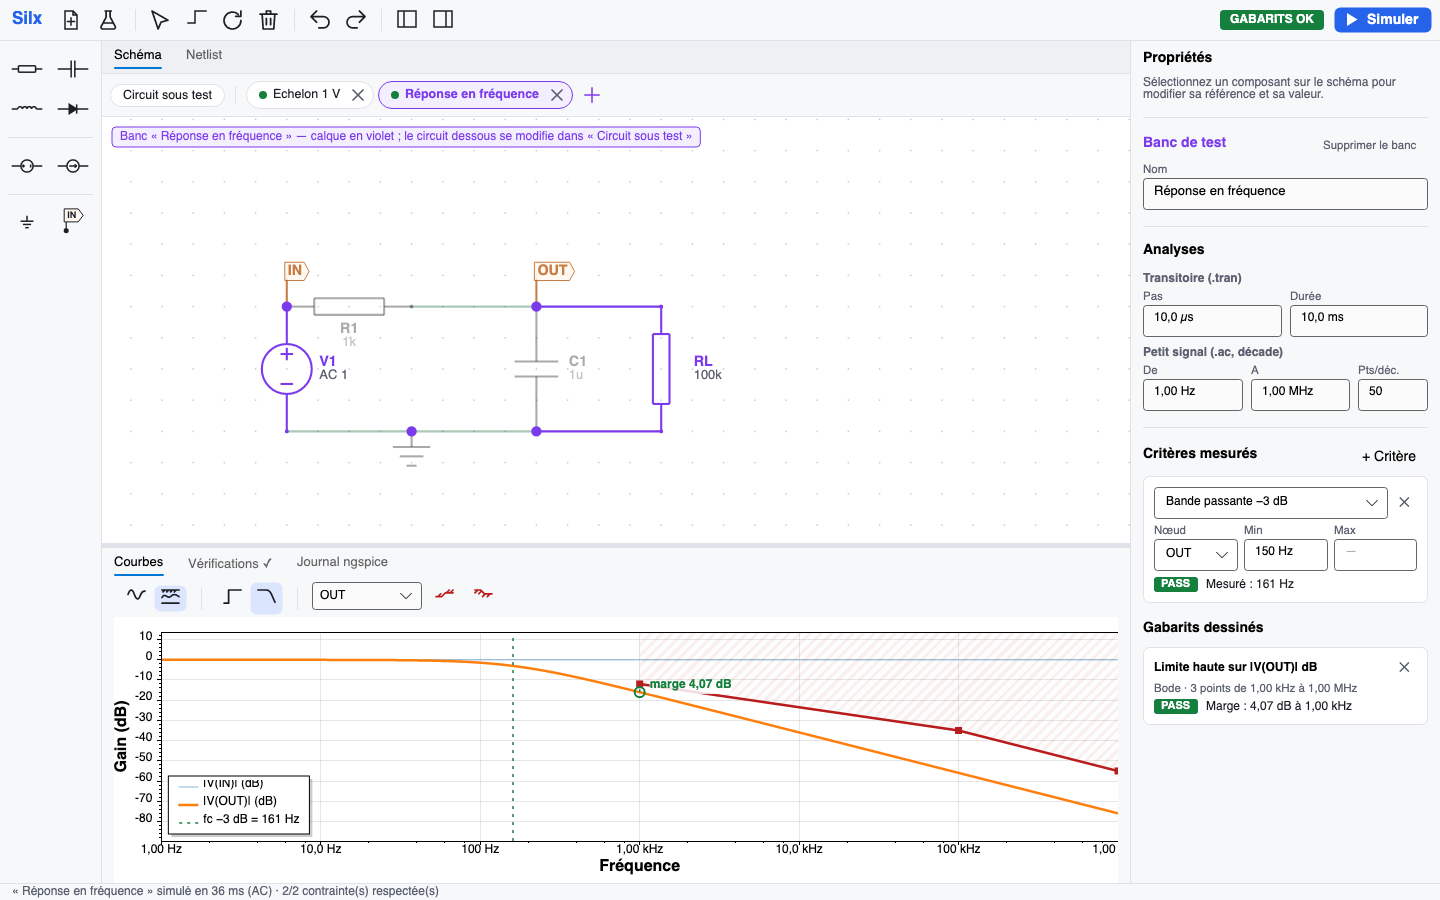 Silx
GABARITS OK
Simuler
Schéma
Netlist
Circuit sous test
Echelon 1 V
Réponse en fréquence
Banc « Réponse en fréquence » — calque en violet ; le circuit dessous se modifie dans « Circuit sous test »
IN
IN
OUT
R1
1k
V1
AC 1
C1
1u
RL
100k
Courbes
Vérifications ✓
Journal ngspice
OUT
10
0
-10
-20
-30
-40
-50
-60
-70
-80
Gain (dB)
marge 4,07 dB
|V(IN)| (dB)
|V(OUT)| (dB)
fc −3 dB = 161 Hz
1,00 Hz
10,0 Hz
100 Hz
1,00 kHz
10,0 kHz
100 kHz
1,00
Fréquence
Propriétés
Sélectionnez un composant sur le schéma pour
modifier sa référence et sa valeur.
Banc de test
Supprimer le banc
Nom
Réponse en fréquence
Analyses
Transitoire (.tran)
Pas
Durée
10,0 µs
10,0 ms
Petit signal (.ac, décade)
De
A
Pts/déc.
1,00 Hz
1,00 MHz
50
Critères mesurés
+ Critère
Bande passante −3 dB
Nœud
Min
Max
OUT
150 Hz
—
PASS
Mesuré : 161 Hz
Gabarits dessinés
Limite haute sur |V(OUT)| dB
Bode · 3 points de 1,00 kHz à 1,00 MHz
PASS
Marge : 4,07 dB à 1,00 kHz
« Réponse en fréquence » simulé en 36 ms (AC) · 2/2 contrainte(s) respectée(s)